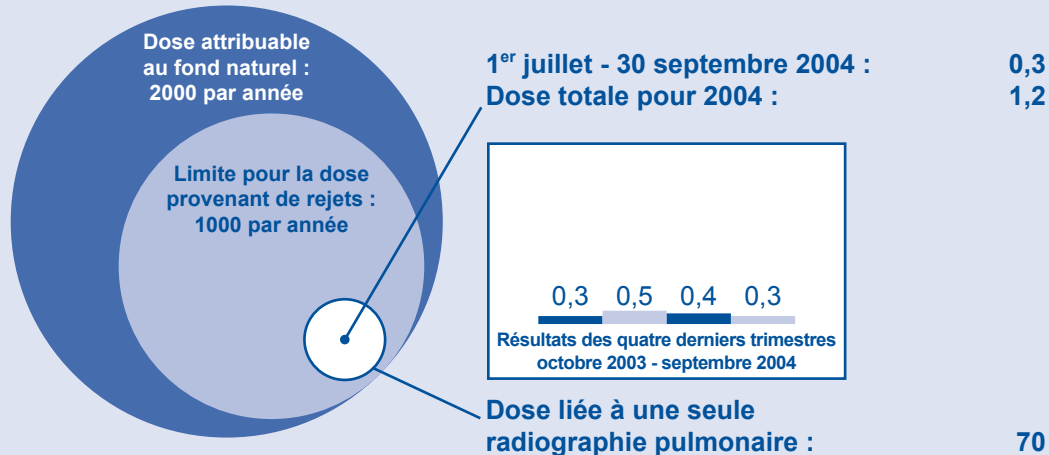 Dose attribuable
au fond naturel :
2000 par année
Limite pour la dose
provenant de rejets :
1000 par année
1er juillet - 30 septembre 2004 : 0,3
Dose totale pour 2004 : 1,2
0,3 0,5 0,4 0,3
Résultats des quatre derniers trimestres
octobre 2003 - septembre 2004
Dose liée à une seule
radiographie pulmonaire : 70